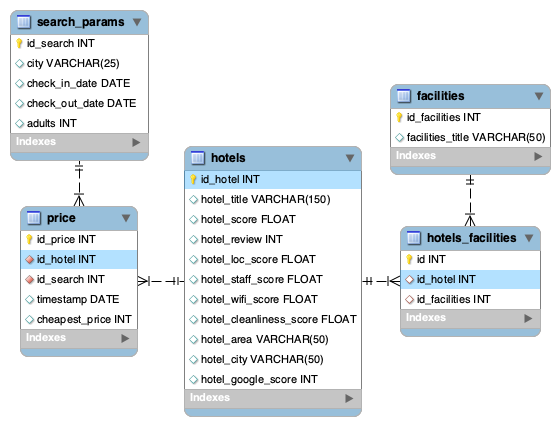 search_params
id_search INT
city VARCHAR(25)
check_in_date DATE
check_out_date DATE
adults INT
Indexes
facilities
id_facilities INT
facilities_title VARCHAR(50)
Indexes
hotels
id_hotel INT
hotel_title VARCHAR(150)
hotel_score FLOAT
hotel_review INT
hotel_loc_score FLOAT
hotel_staff_score FLOAT
hotel_wifi_score FLOAT
hotel_cleanliness_score FLOAT
hotel_area VARCHAR(50)
hotel_city VARCHAR(50)
hotel_google_score INT
Indexes
price
id_price INT
id_hotel INT
id_search INT
timestamp DATE
cheapest_price INT
Indexes
hotels_facilities
id INT
id_hotel INT
id_facilities INT
Indexes